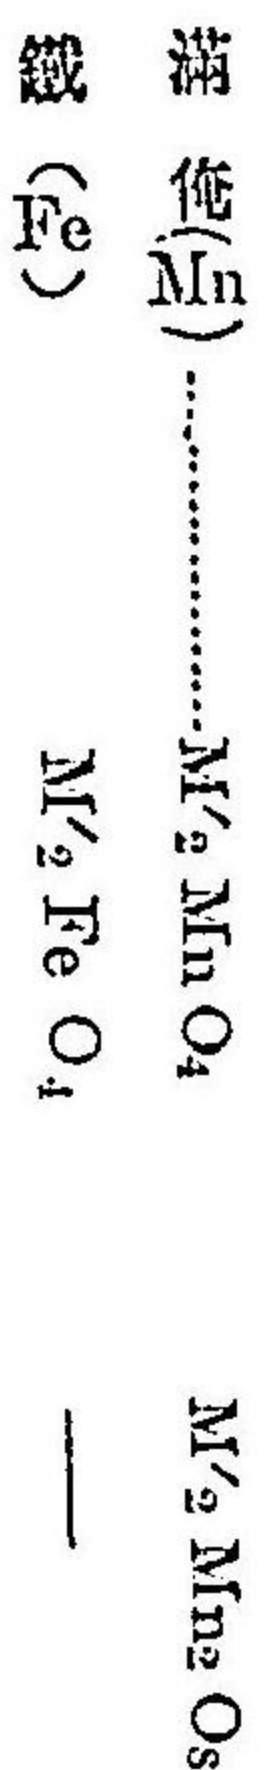 滿俺(Mn)………………M′₂ Mn O₄ M′₂ Mn₂ O₈
鐵(Fe) M′₂ Fe O₄ —